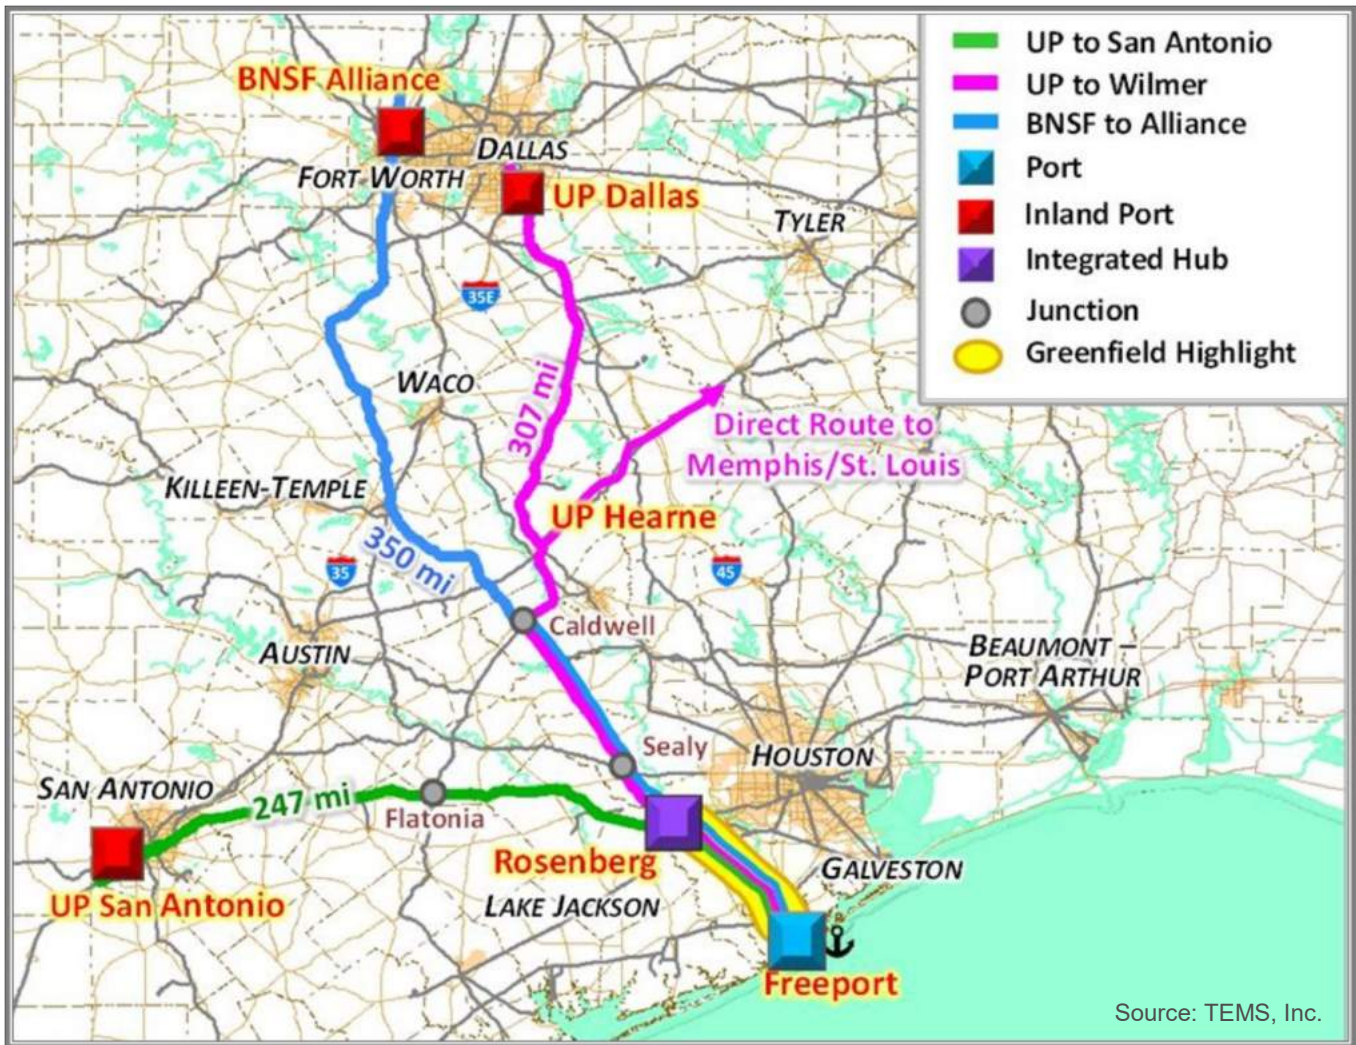 UP to San Antonio
UP to Wilmer
BNSF to Alliance
Port
Inland Port
Integrated Hub
Junction
Greenfield Highlight
BNSF Alliance
DALLAS
FORT WORTH
UP Dallas
TYLER
35E
WACO
307 mi
Direct Route to
Memphis/St. Louis
KILLEEN-TEMPLE
UP Hearne
350 mi
35
45
Caldwell
AUSTIN
BEAUMONT –
PORT ARTHUR
Sealy
HOUSTON
SAN ANTONIO
247 mi
Flatonia
Rosenberg
GALVESTON
UP San Antonio
LAKE JACKSON
Freeport
Source: TEMS, Inc.